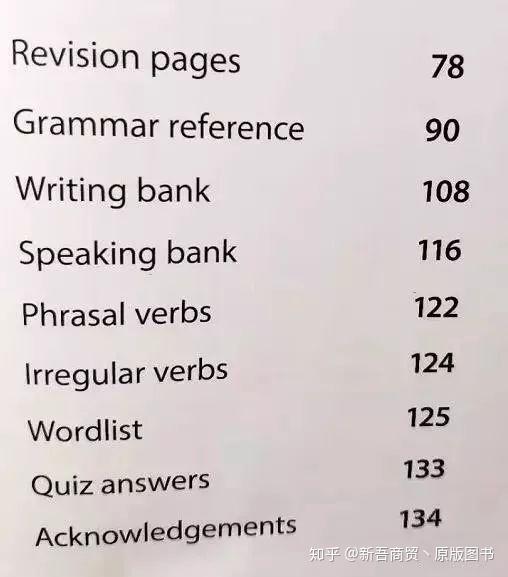 Revision pages 78
Grammar reference 90
Writing bank 108
Speaking bank 116
Phrasal verbs 122
Irregular verbs 124
Wordlist 125
Quiz answers 133
Acknowledgements 134
知乎 @新吾商贸丶原版图书